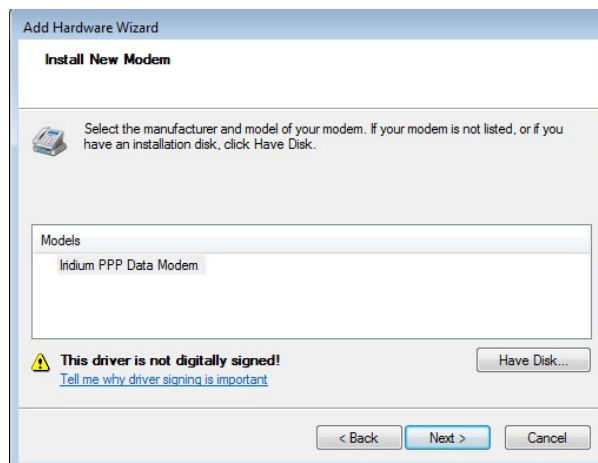 Add Hardware Wizard
Install New Modem
Select the manufacturer and model of your modem. If your modem is not listed, or if you
have an installation disk, click Have Disk.
Models
Iridium PPP Data Modem
This driver is not digitally signed!
Have Disk...
Tell me why driver signing is important
< Back
Next >
Cancel